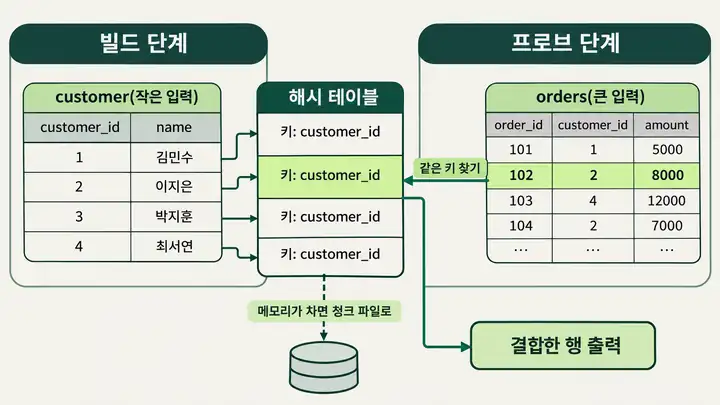 빌드 단계
프로브 단계
customer(작은 입력)
customer_id name
1 김민수
2 이지은
3 박지훈
4 최서연
해시 테이블
키: customer_id
키: customer_id
키: customer_id
키: customer_id
메모리가 차면 청크 파일로
같은 키 찾기
orders(큰 입력)
order_id customer_id amount
101 1 5000
102 2 8000
103 4 12000
104 2 7000
... ... ...
결합한 행 출력